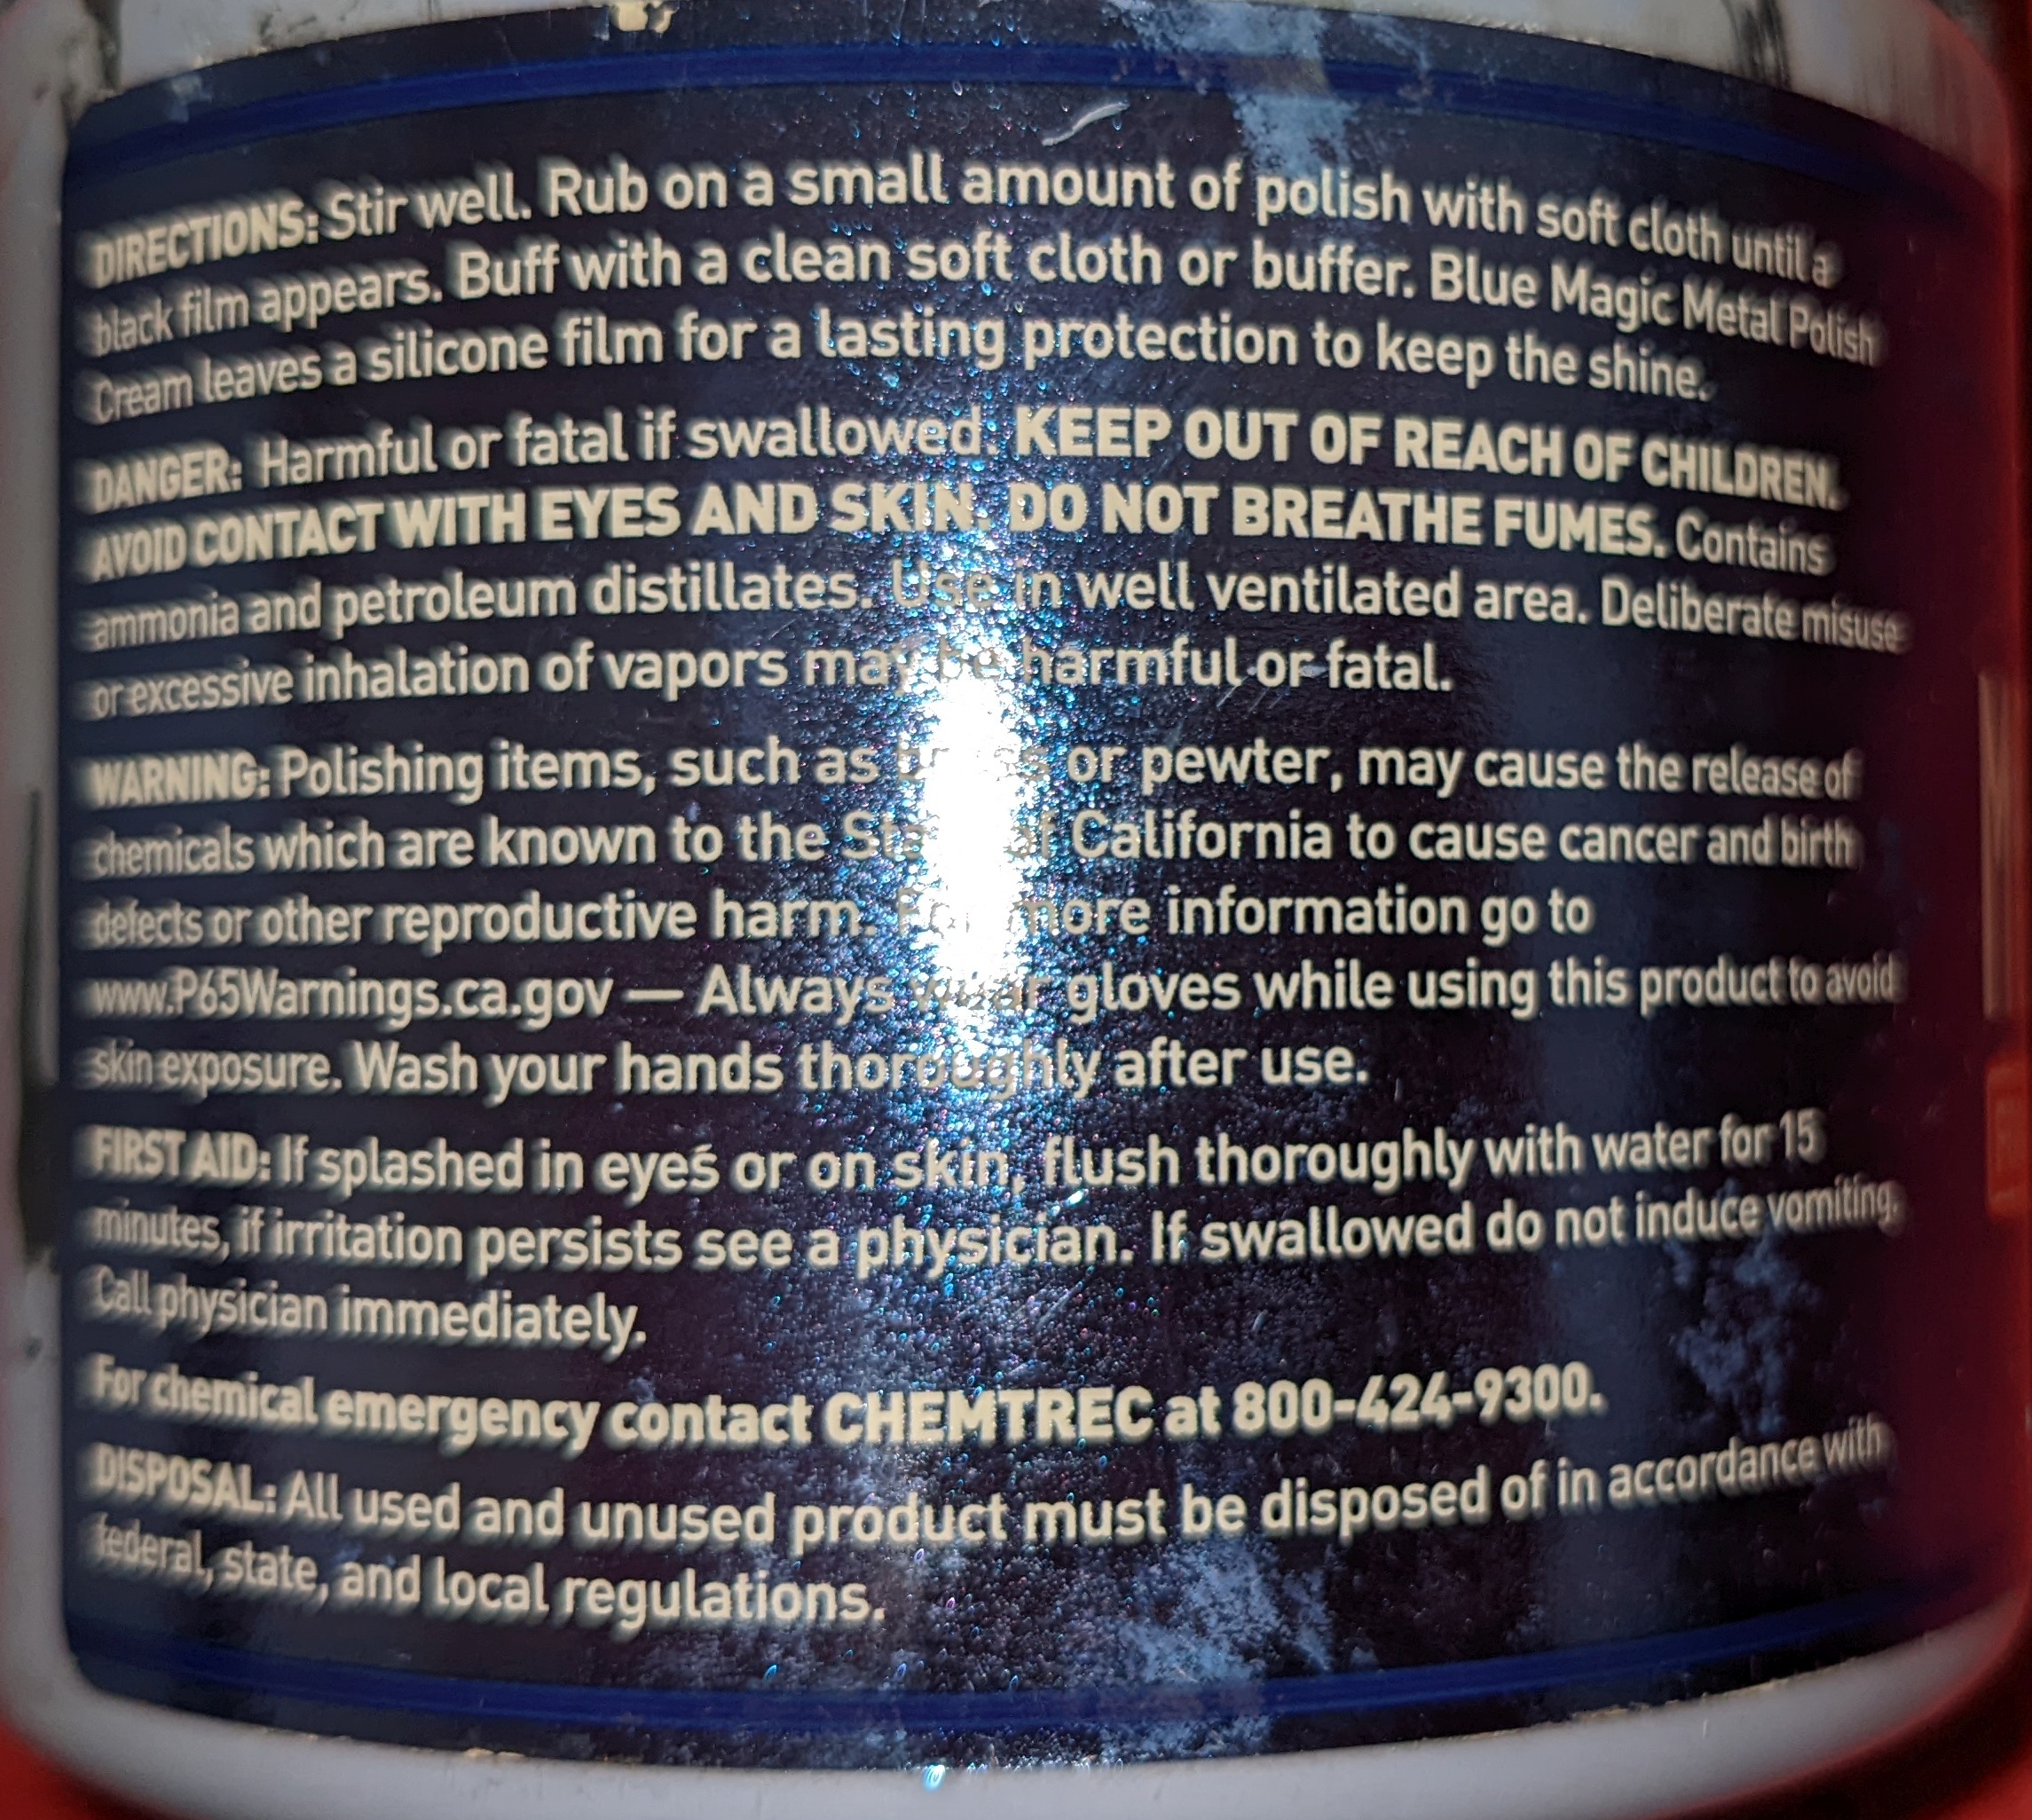 DIRECTIONS: Stir well. Rub on a small amount of polish with soft cloth until a
black film appears. Buff with a clean soft cloth or buffer. Blue Magic Metal Polish
Cream leaves a silicone film for a lasting protection to keep the shine.
DANGER: Harmful or fatal if swallowed. KEEP OUT OF REACH OF CHILDREN.
AVOID CONTACT WITH EYES AND SKIN. DO NOT BREATHE FUMES. Contains
ammonia and petroleum distillates. Use in well ventilated area. Deliberate misuse
or excessive inhalation of vapors may be harmful or fatal.
WARNING: Polishing items, such as brass or pewter, may cause the release of
chemicals which are known to the State of California to cause cancer and birth
defects or other reproductive harm. For more information go to
www.P65Warnings.ca.gov — Always wear gloves while using this product to avoid
skin exposure. Wash your hands thoroughly after use.
FIRST AID: If splashed in eyes or on skin, flush thoroughly with water for 15
minutes, if irritation persists see a physician. If swallowed do not induce vomiting.
Call physician immediately.
For chemical emergency contact CHEMTREC at 800-424-9300.
DISPOSAL: All used and unused product must be disposed of in accordance with
federal, state, and local regulations.